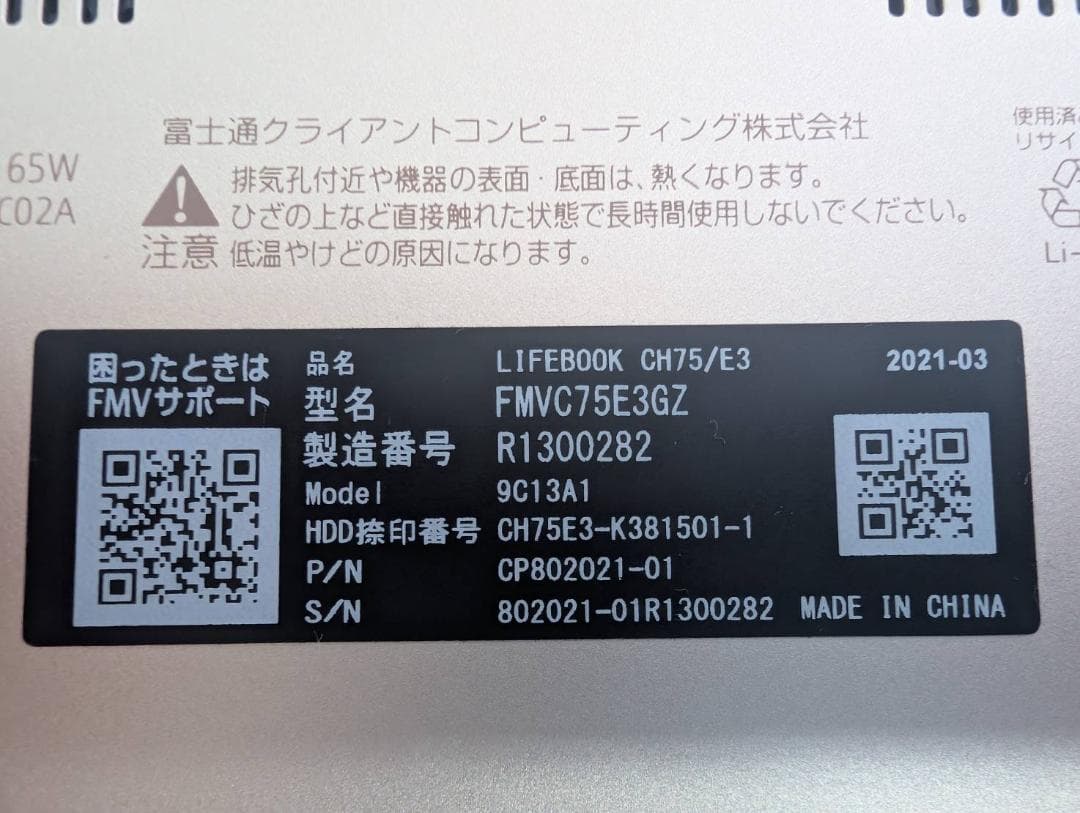 富士通クライアントコンピューティング株式会社
65W
C02A
注意
排気孔付近や機器の表面・底面は、熱くなります。
ひざの上など直接触れた状態で長時間使用しないでください。
低温やけどの原因になります。
使用済
リサイ
Li-
困ったときは
FMVサポート
品名 LIFEBOOK CH75/E3 2021-03
型名 FMVC75E3GZ
製造番号 R1300282
Model 9C13A1
HDD捺印番号 CH75E3-K381501-1
P/N CP802021-01
S/N 802021-01R1300282 MADE IN CHINA